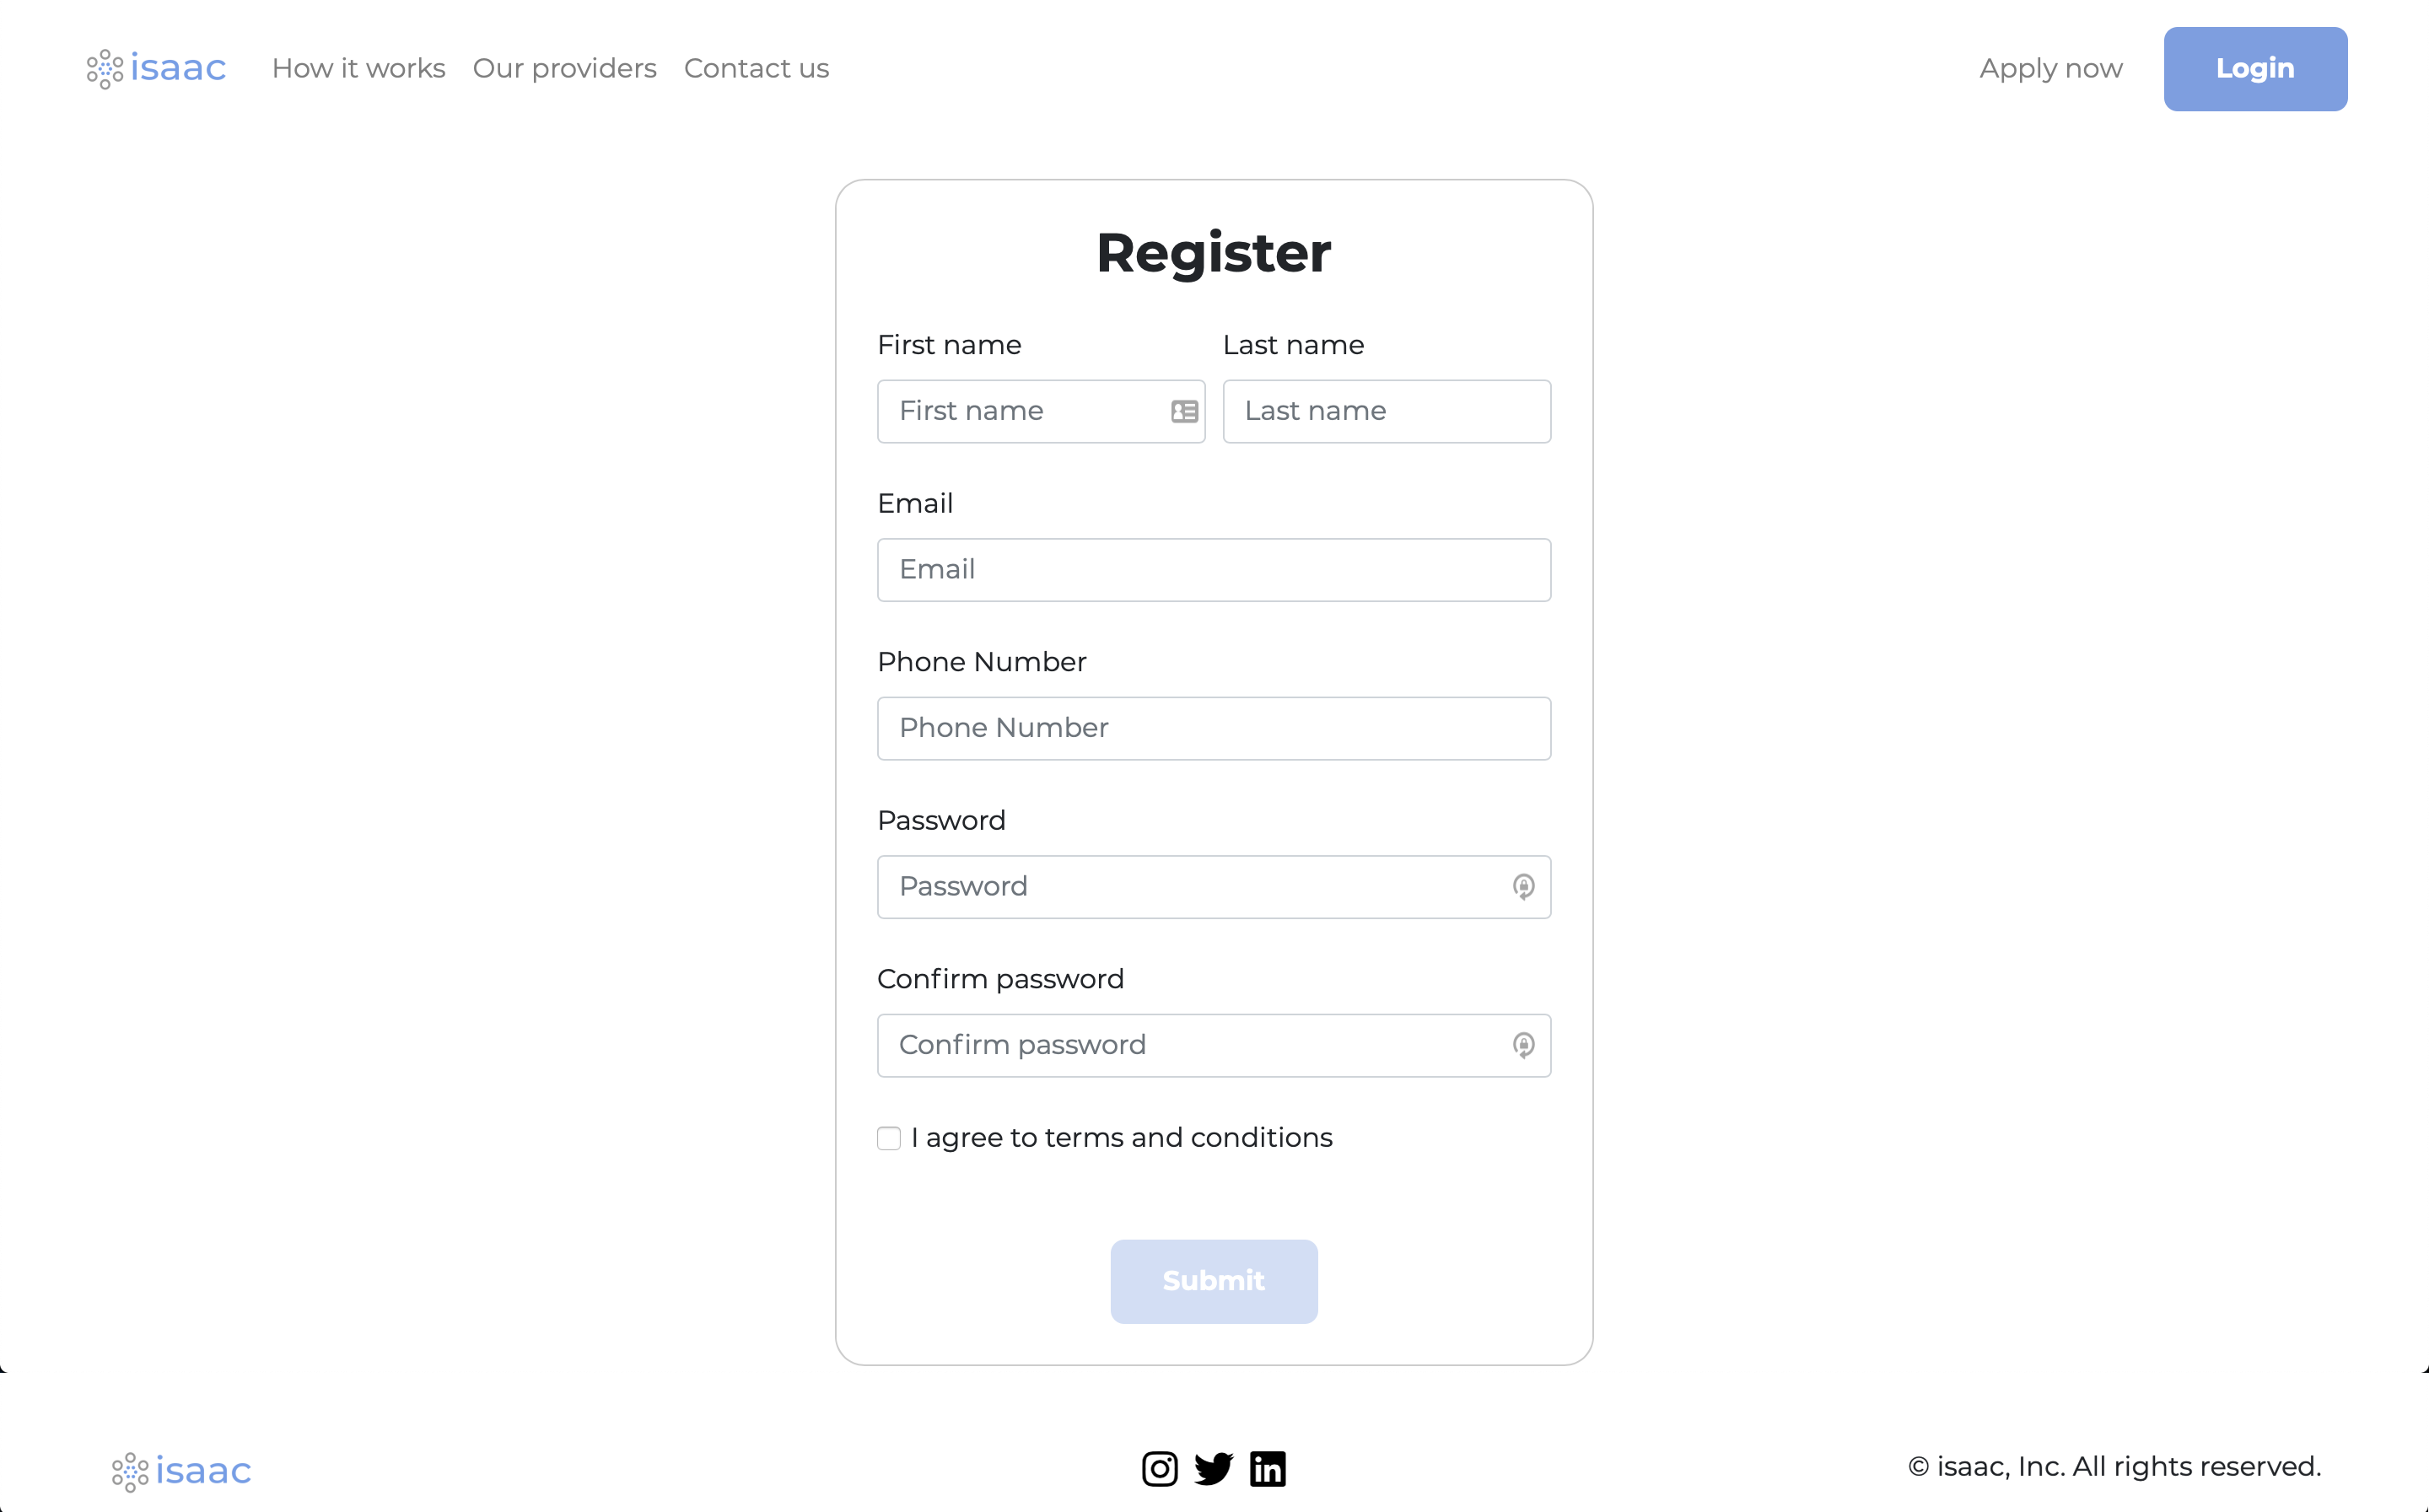 isaac How it works Our providers Contact us Apply now Login
Register
First name Last name
First name Last name
Email
Email
Phone Number
Phone Number
Password
Password
Confirm password
Confirm password
I agree to terms and conditions
Submit
isaac in © isaac, Inc. All rights reserved.